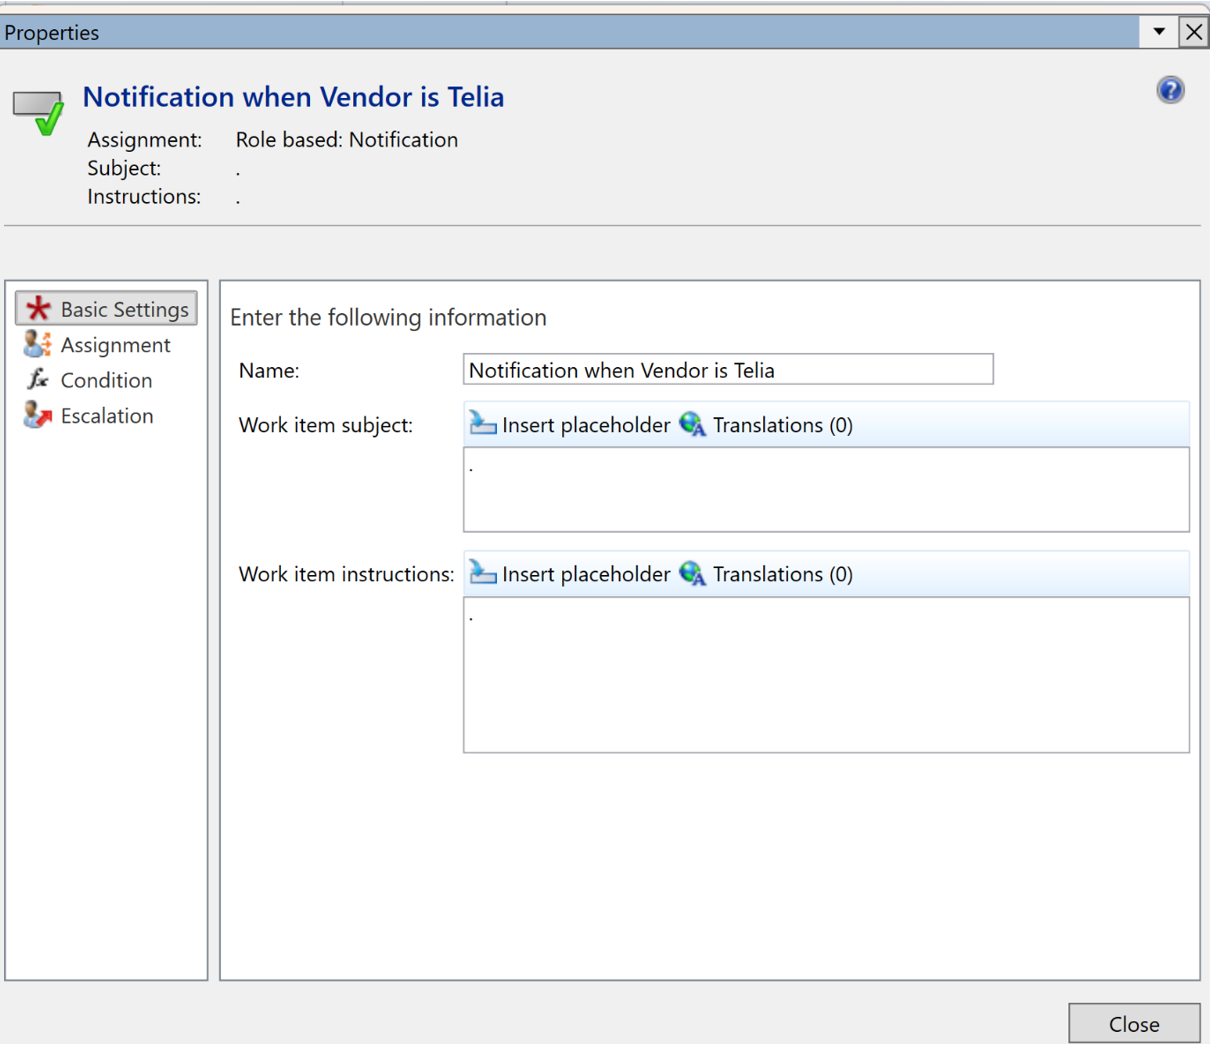 Properties
Notification when Vendor is Telia
Assignment: Role based: Notification
Subject: .
Instructions: .
Basic Settings
Assignment
Condition
Escalation
Enter the following information
Name: Notification when Vendor is Telia
Work item subject: Insert placeholder Translations (0)
.
Work item instructions: Insert placeholder Translations (0)
.
Close